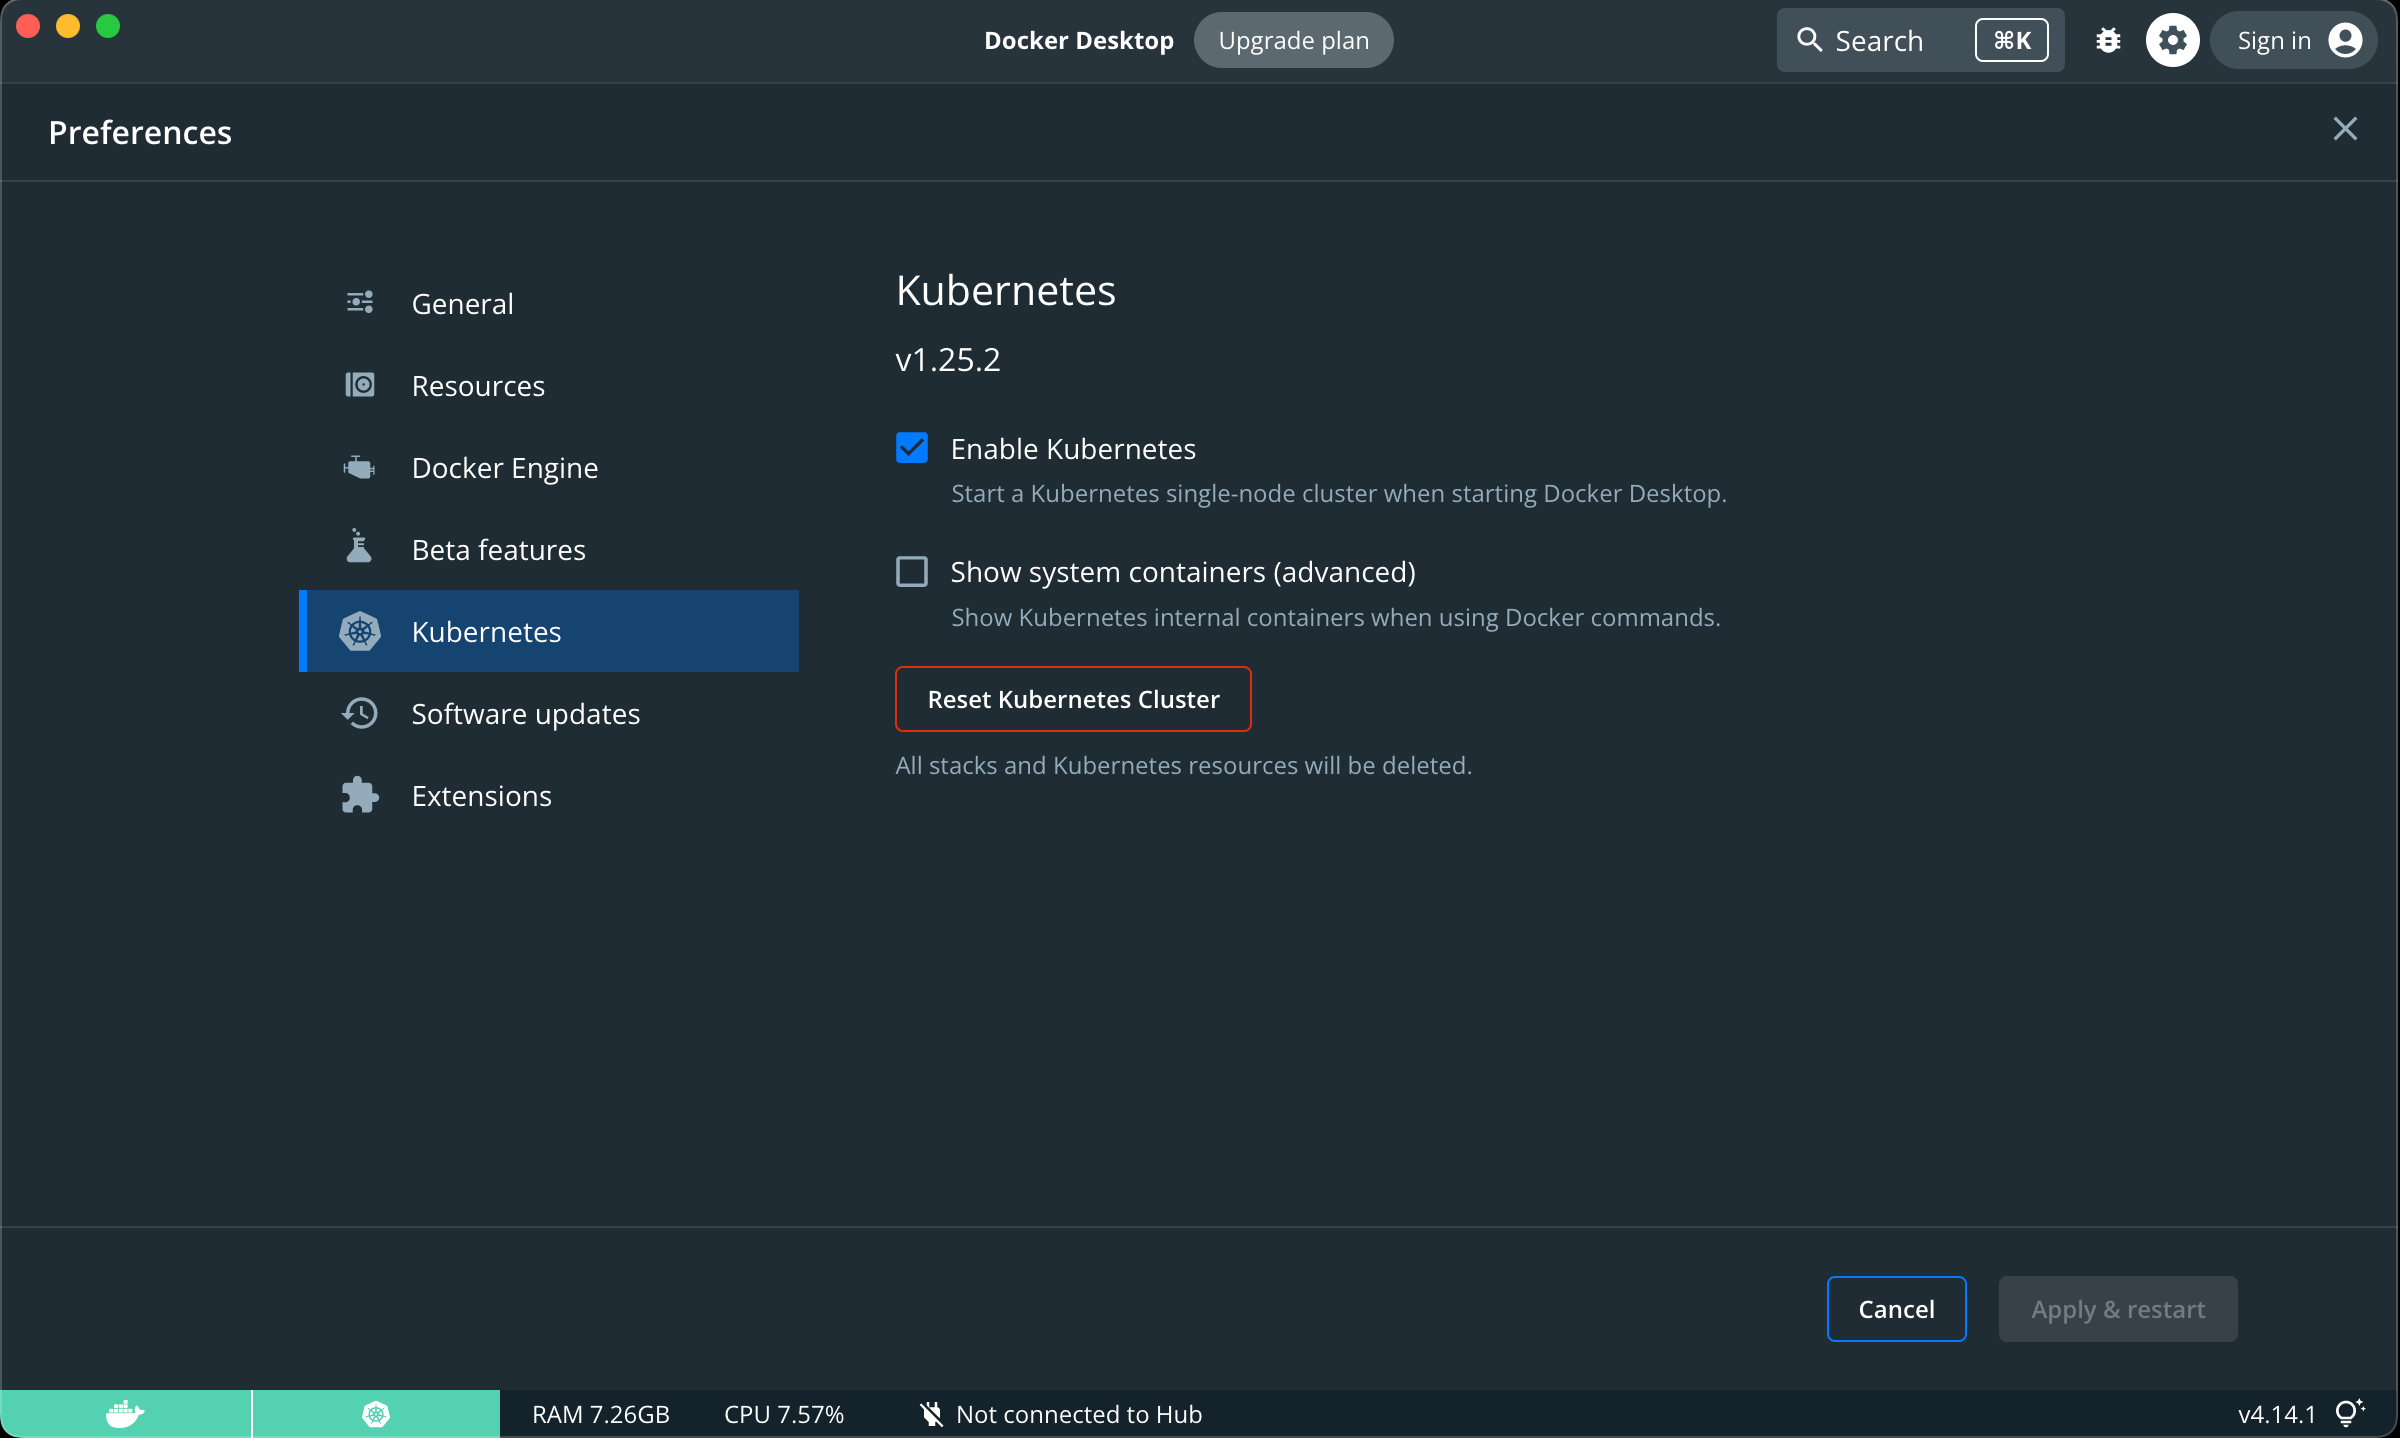 Docker Desktop
Upgrade plan
Search
⌘K
Sign in
Preferences
General
Resources
Docker Engine
Beta features
Kubernetes
Software updates
Extensions
Kubernetes
v1.25.2
Enable Kubernetes
Start a Kubernetes single-node cluster when starting Docker Desktop.
Show system containers (advanced)
Show Kubernetes internal containers when using Docker commands.
Reset Kubernetes Cluster
All stacks and Kubernetes resources will be deleted.
Cancel
Apply & restart
RAM 7.26GB
CPU 7.57%
Not connected to Hub
v4.14.1